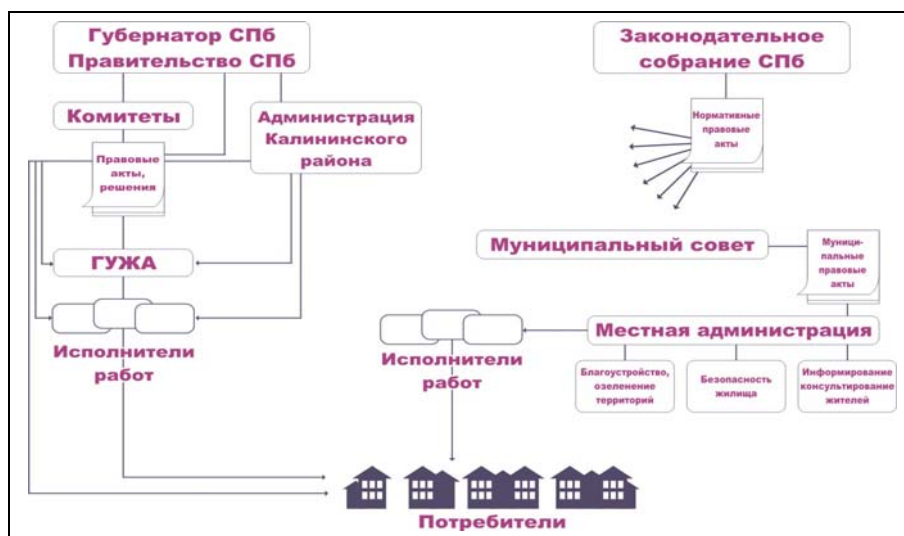 Губернатор СПб
Правительство СПб
Законодательное
собрание СПб
Комитеты
Администрация
Калининского
района
Нормативные
правовые
акты
Правовые
акты,
решения
Муниципальный совет
Муници-
пальные
правовые
акты
ГУЖА
Местная администрация
Исполнители
работ
Исполнители
работ
Благоустройство,
озеленение
территорий
Безопасность
жилища
Информирование
консультирование
жителей
Потребители